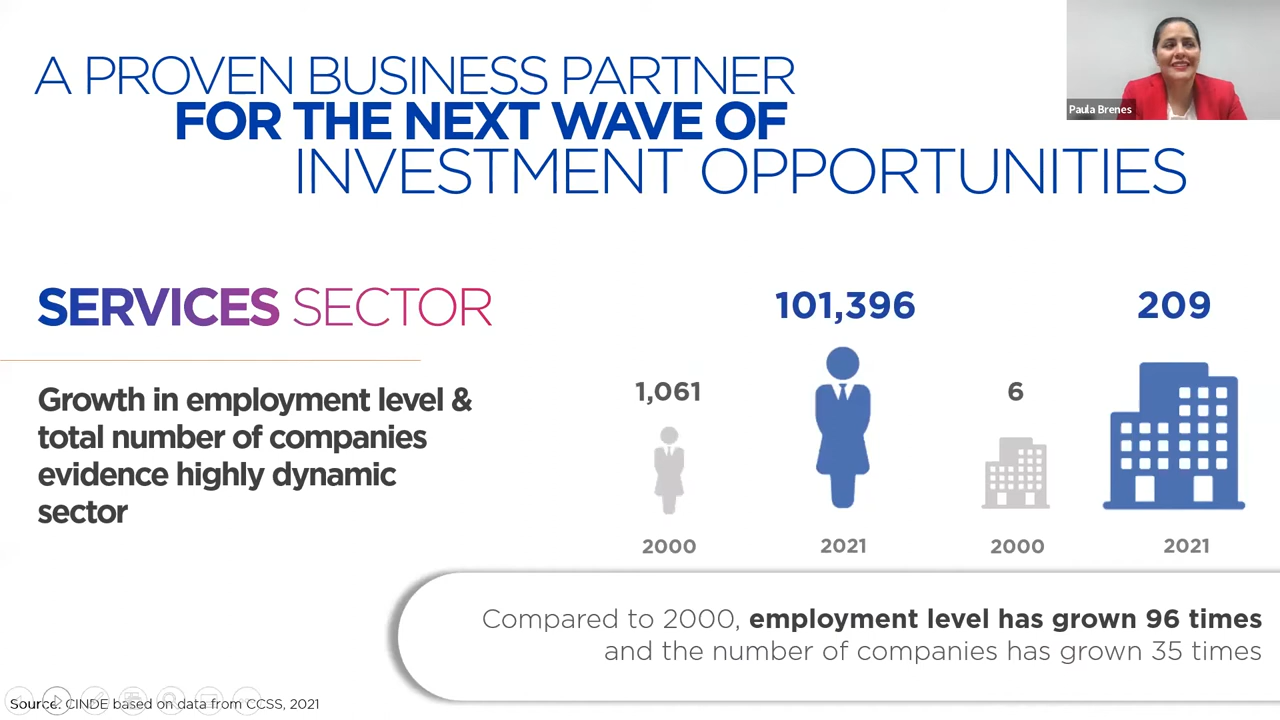 A PROVEN BUSINESS PARTNER
FOR THE NEXT WAVE OF
INVESTMENT OPPORTUNITIES
Paula Brenes
SERVICES SECTOR
Growth in employment level &
total number of companies
evidence highly dynamic
sector
101,396
209
1,061
6
2000
2021
2000
2021
Compared to 2000, employment level has grown 96 times
and the number of companies has grown 35 times
Source: CINDE based on data from CCSS, 2021